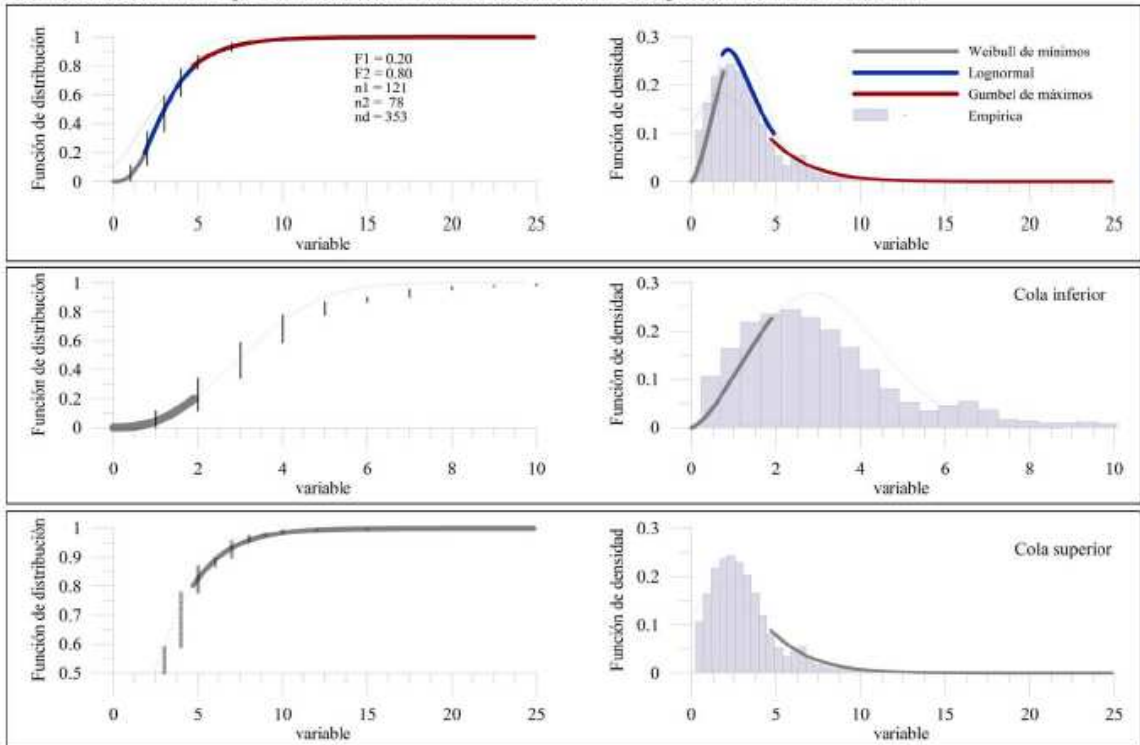 Función de distribución
1
0.8
0.6
0.4
0.2
0
F1 = 0.20
F2 = 0.80
n1 = 121
n2 = 78
nd = 353
0 5 10 15 20 25
variable
Función de densidad
0.3
0.2
0.1
0
Weibull de mínimos
Lognormal
Gumbel de máximos
Empírica
0 5 10 15 20 25
variable
Función de distribución
1
0.8
0.6
0.4
0.2
0
0 2 4 6 8 10
variable
Función de densidad
0.3
0.2
0.1
0
Cola inferior
0 2 4 6 8 10
variable
Función de distribución
1
0.9
0.8
0.7
0.6
0.5
0 5 10 15 20 25
variable
Función de densidad
0.3
0.2
0.1
0
Cola superior
0 5 10 15 20 25
variable